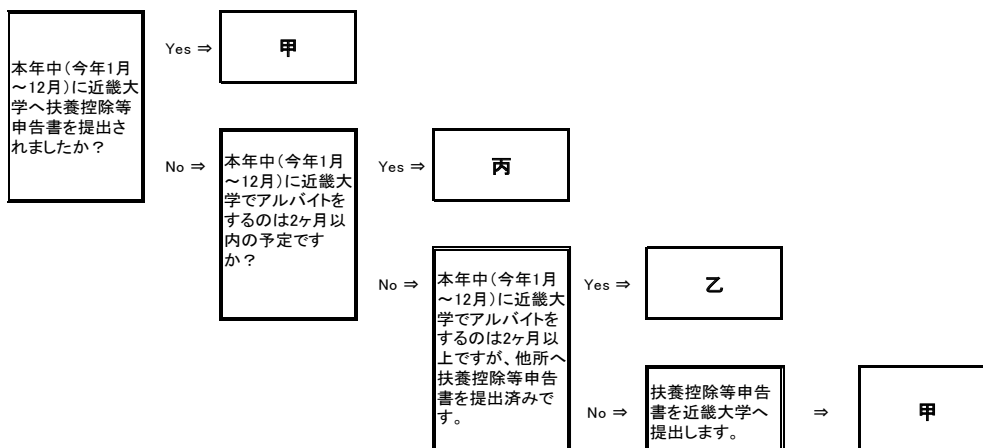 本年中(今年1月
~12月)に近畿大
学へ扶養控除等
申告書を提出さ
れましたか?
Yes ⇒
甲
No ⇒
本年中(今年1月
~12月)に近畿大
学でアルバイトを
するのは2ヶ月以
内の予定です
か?
Yes ⇒
丙
No ⇒
本年中(今年1月
~12月)に近畿大
学でアルバイトを
するのは2ヶ月以
上ですが、他所へ
扶養控除等申告
書を提出済みで
す。
Yes ⇒
乙
No ⇒
扶養控除等申告
書を近畿大学へ
提出します。
⇒
甲